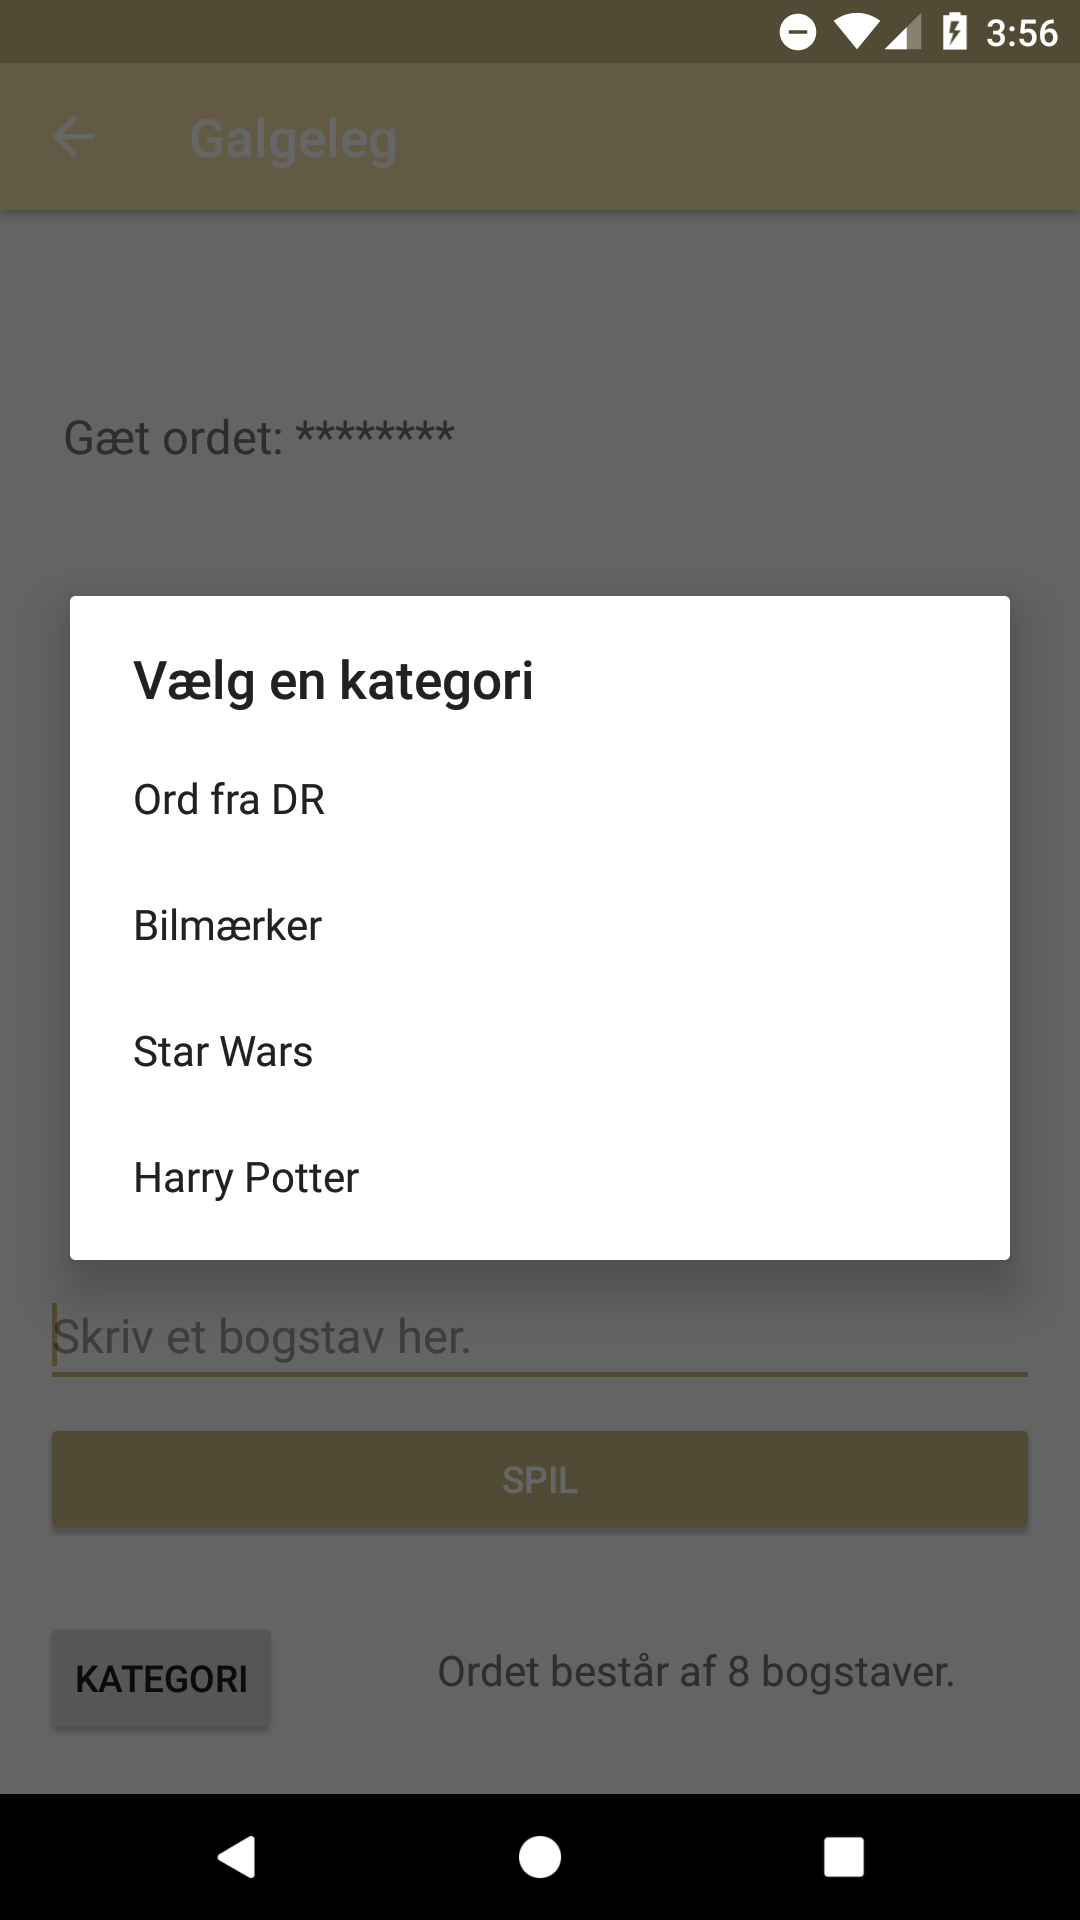 3:56
Galgeleg
Gæt ordet: ********
Vælg en kategori
Ord fra DR
Bilmærker
Star Wars
Harry Potter
Skriv et bogstav her.
SPIL
KATEGORI
Ordet består af 8 bogstaver.